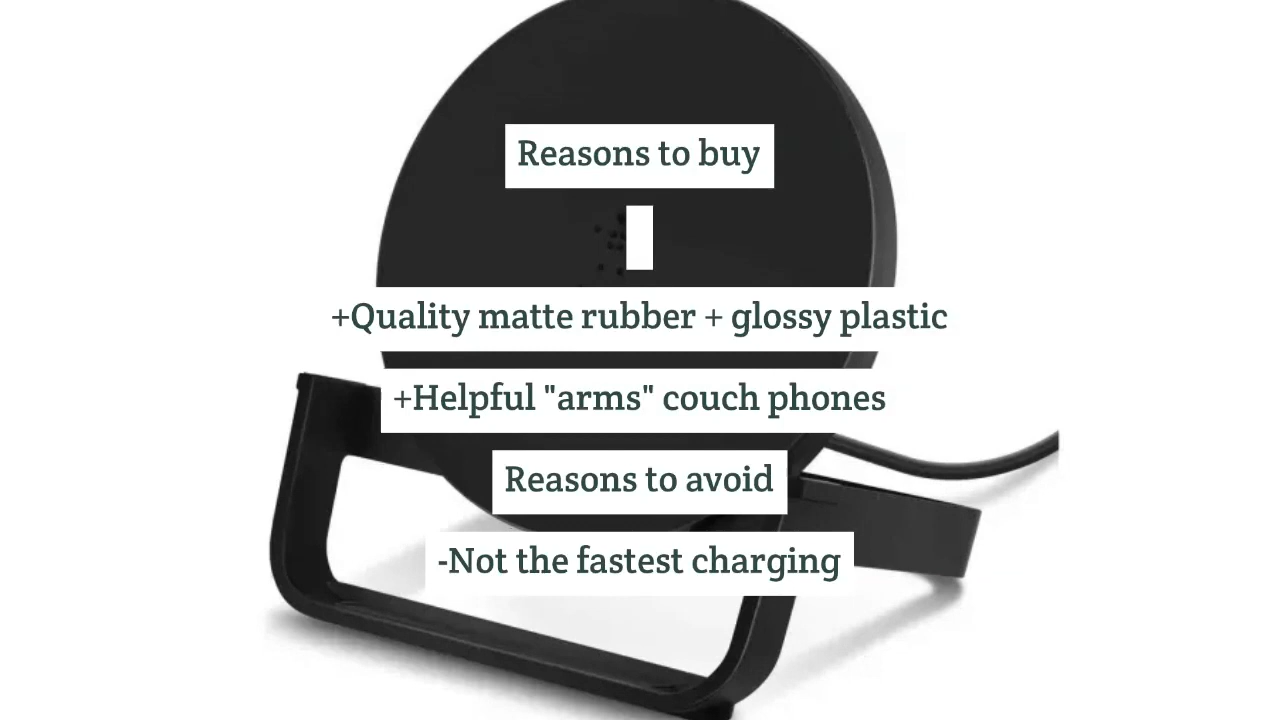 Reasons to buy
+Quality matte rubber + glossy plastic
+Helpful "arms" couch phones
Reasons to avoid
-Not the fastest charging